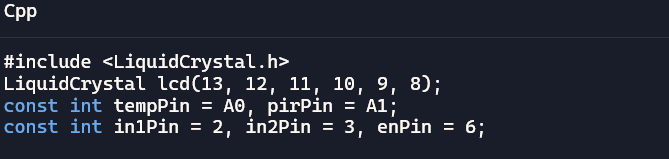 Cpp
#include <LiquidCrystal.h>
LiquidCrystal lcd(13, 12, 11, 10, 9, 8);
const int tempPin = A0, pirPin = A1;
const int in1Pin = 2, in2Pin = 3, enPin = 6;